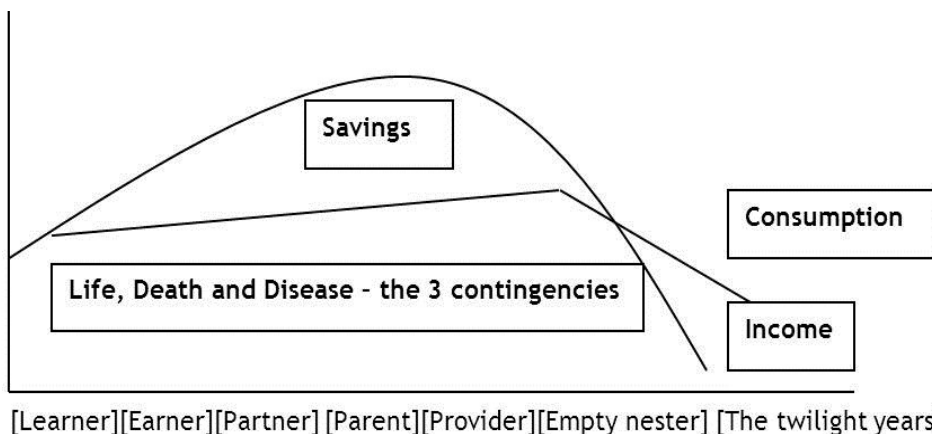 Savings
Consumption
Life, Death and Disease - the 3 contingencies
Income
[Learner][Earner][Partner] [Parent][Provider][Empty nester] [The twilight years